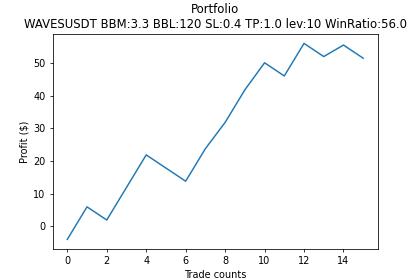 Portfolio
WAVESUSDT BBM:3.3 BBL:120 SL:0.4 TP:1.0 lev:10 WinRatio:56.0
Profit ($)
50
40
30
20
10
0
0 2 4 6 8 10 12 14
Trade counts